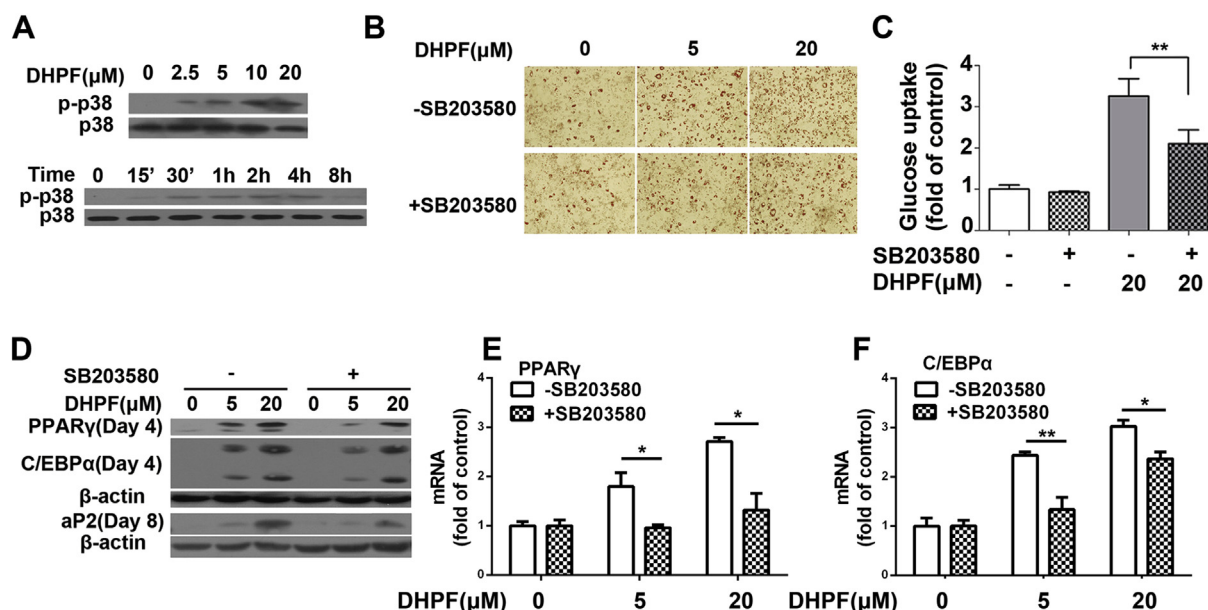 A
DHPF(μM) 0 2.5 5 10 20
p-p38
p38
Time 0 15' 30' 1h 2h 4h 8h
p-p38
p38
B
DHPF(μM) 0 5 20
-SB203580
+SB203580
C
Glucose uptake
(fold of control)
4
3
2
1
0
**
SB203580 - + - +
DHPF(μM) - - 20 20
D
SB203580 - +
DHPF(μM) 0 5 20 0 5 20
PPARγ(Day 4)
C/EBPα(Day 4)
β-actin
aP2(Day 8)
β-actin
E
PPARγ
-SB203580
+SB203580
mRNA
(fold of control)
4
3
2
1
0
*
*
DHPF(μM) 0 5 20
F
C/EBPα
-SB203580
+SB203580
mRNA
(fold of control)
4
3
2
1
0
**
*
DHPF(μM) 0 5 20